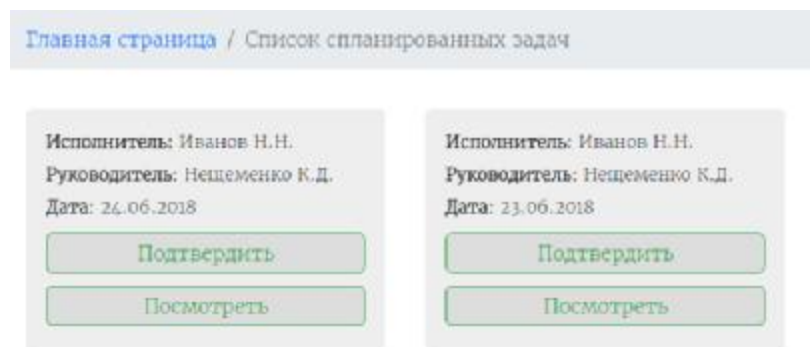 Главная страница / Список спланированных задач
Исполнитель: Иванов Н.Н.
Руководитель: Нещеменко К.Д.
Дата: 24.06.2018
Подтвердить
Посмотреть
Исполнитель: Иванов Н.Н.
Руководитель: Нещеменко К.Д.
Дата: 23.06.2018
Подтвердить
Посмотреть